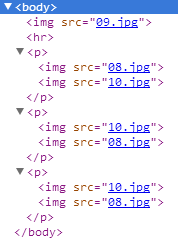 ▼<body>
<img src="09.jpg">
<hr>
▼<p>
<img src="08.jpg">
<img src="10.jpg">
</p>
▼<p>
<img src="10.jpg">
<img src="08.jpg">
</p>
▼<p>
<img src="10.jpg">
<img src="08.jpg">
</p>
</body>